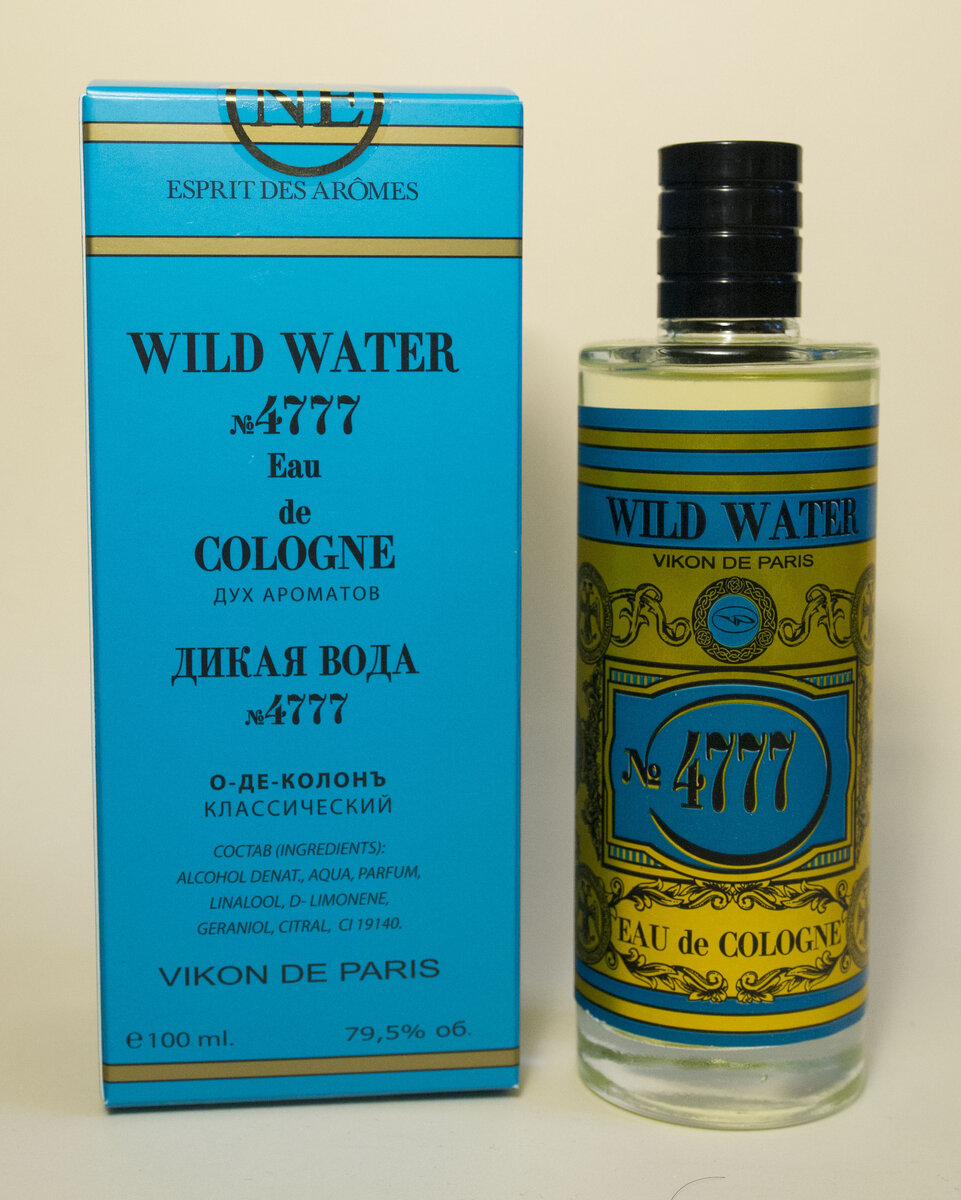 NE
ESPRIT DES ARÔMES
WILD WATER
№4777
Eau
de
COLOGNE
ДУХ АРОМАТОВ
ДИКАЯ ВОДА
№4777
О-ДЕ-КОЛОНЪ
КЛАССИЧЕСКИЙ
СОСТАВ (INGREDIENTS):
ALCOHOL DENAT., AQUA, PARFUM,
LINALOOL, D- LIMONENE,
GERANIOL, CITRAL, CI 19140.
VIKON DE PARIS
℮100 ml. 79,5% об.
WILD WATER
VIKON DE PARIS
№ 4777
EAU de COLOGNE